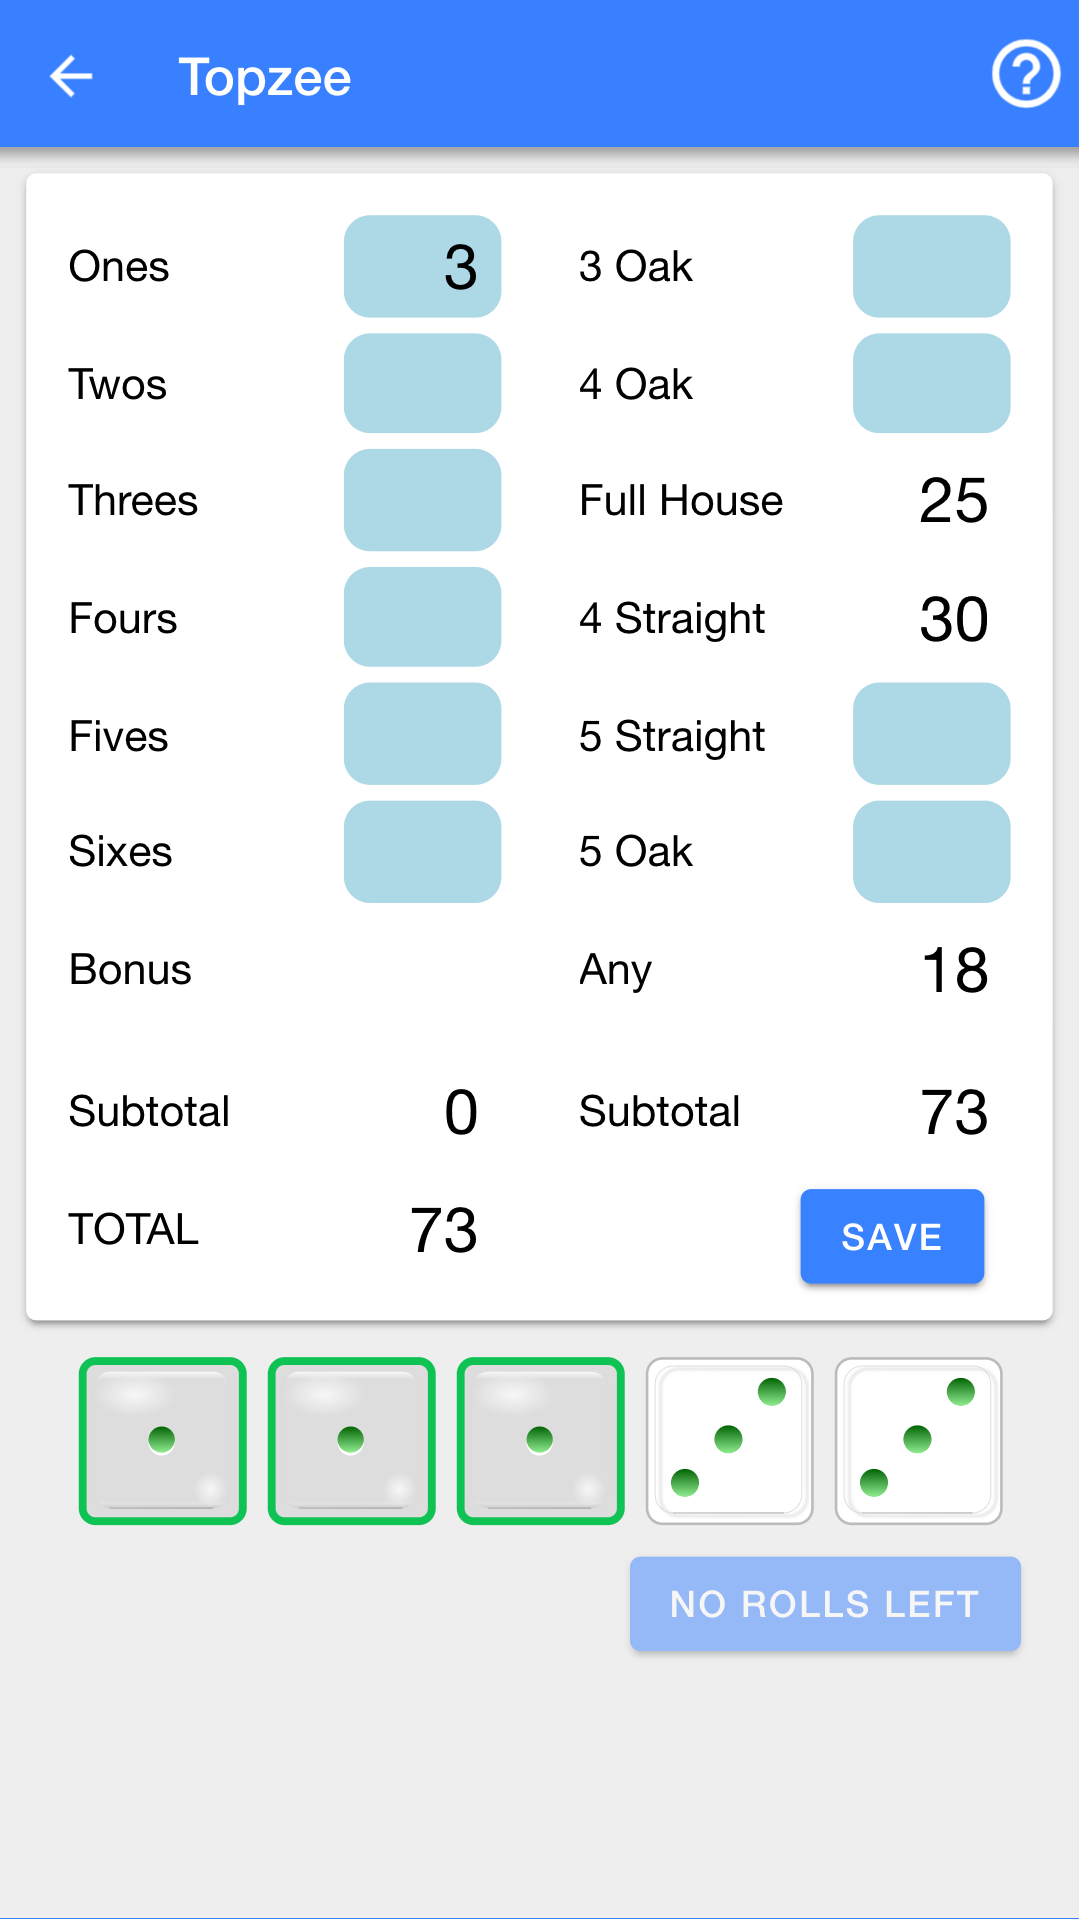 Topzee
Ones 3 3 Oak
Twos 4 Oak
Threes Full House 25
Fours 4 Straight 30
Fives 5 Straight
Sixes 5 Oak
Bonus Any 18
Subtotal 0 Subtotal 73
TOTAL 73 SAVE
NO ROLLS LEFT